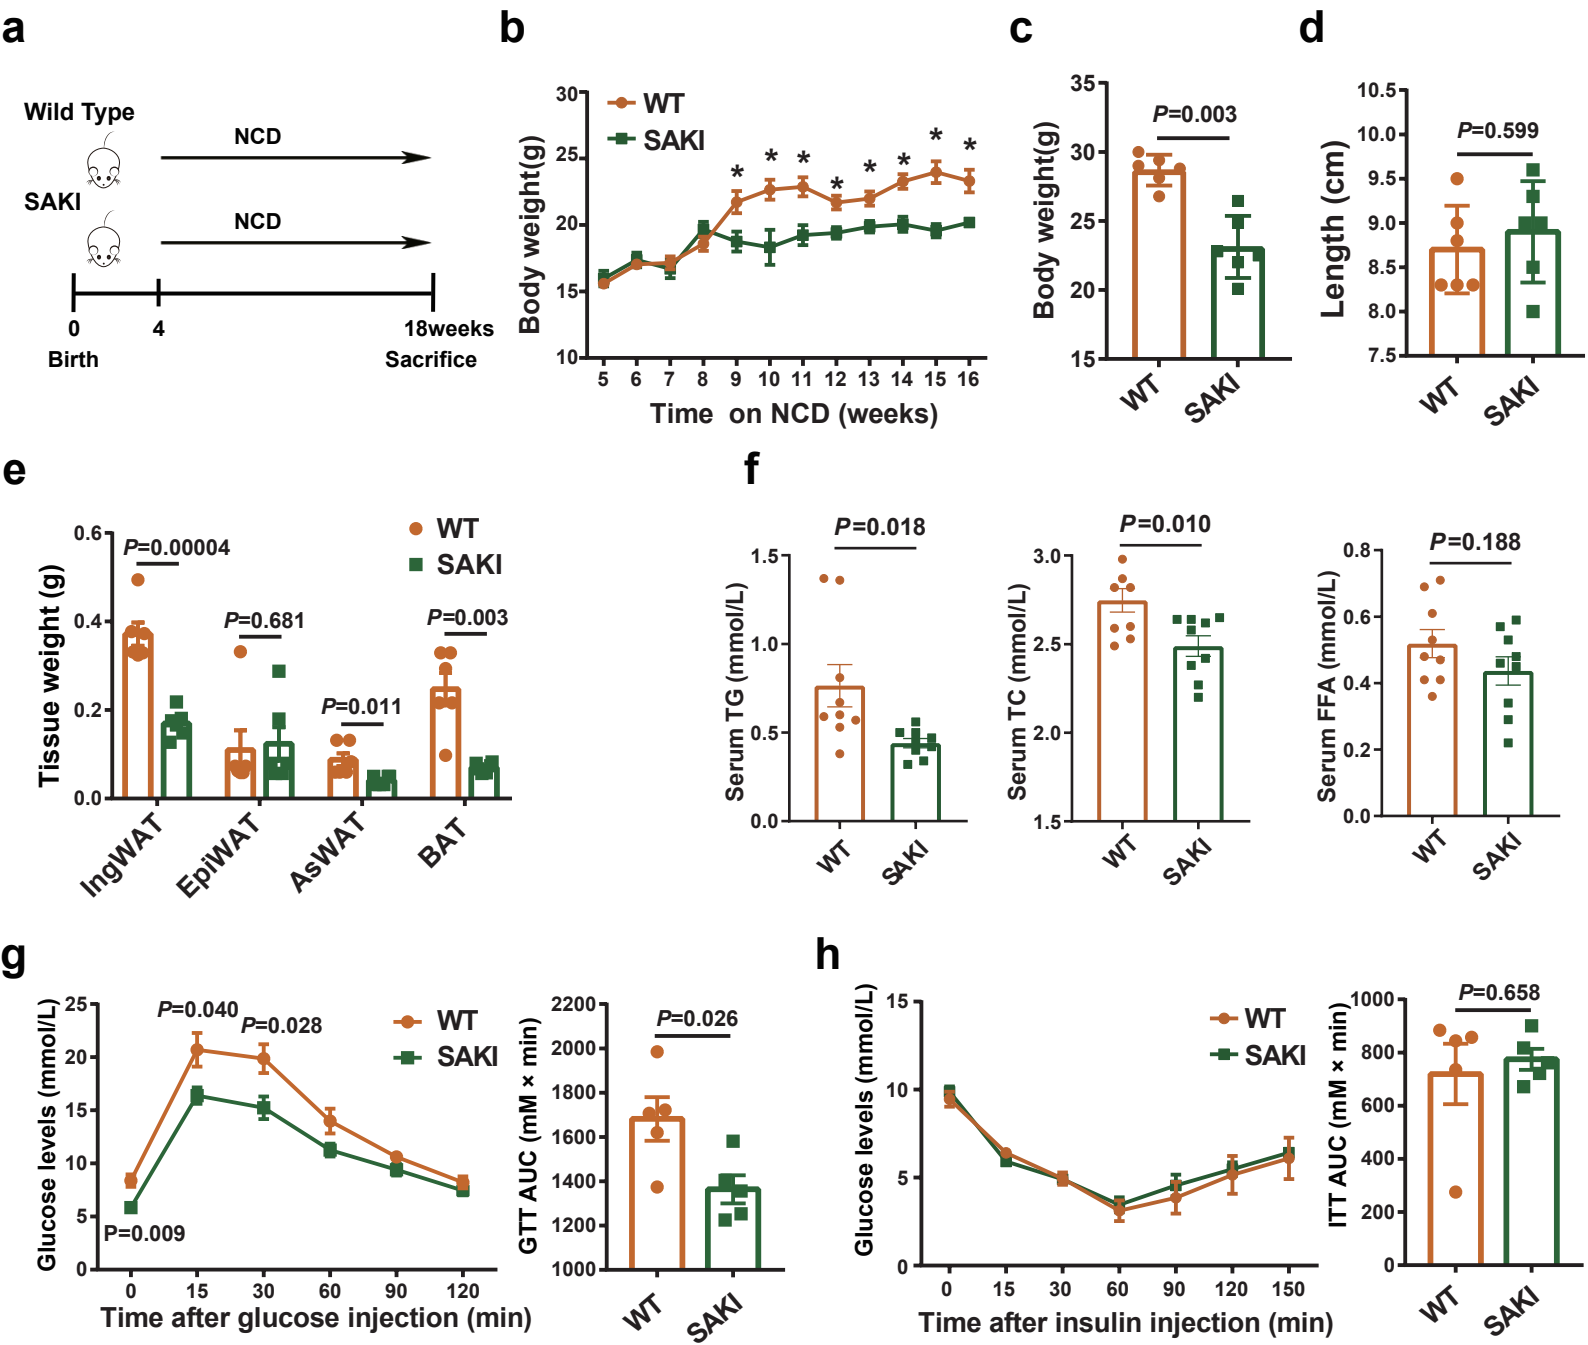 a
Wild Type
NCD
SAKI
NCD
0
4
18weeks
Birth
Sacrifice
b
WT
SAKI
Body weight(g)
30
25
20
15
10
* * * * * * * *
5 6 7 8 9 10 11 12 13 14 15 16
Time on NCD (weeks)
c
Body weight(g)
35
30
25
20
15
P=0.003
WT
SAKI
d
Length (cm)
10.5
10.0
9.5
9.0
8.5
8.0
7.5
P=0.599
WT
SAKI
e
Tissue weight (g)
0.6
0.4
0.2
0.0
WT
SAKI
P=0.00004
P=0.681
P=0.011
P=0.003
IngWAT
EpiWAT
AsWAT
BAT
f
Serum TG (mmol/L)
1.5
1.0
0.5
0.0
P=0.018
WT
SAKI
Serum TC (mmol/L)
3.0
2.5
2.0
1.5
P=0.010
WT
SAKI
Serum FFA (mmol/L)
0.8
0.6
0.4
0.2
0.0
P=0.188
WT
SAKI
g
Glucose levels (mmol/L)
25
20
15
10
5
0
P=0.040
P=0.028
P=0.009
WT
SAKI
0 15 30 60 90 120
Time after glucose injection (min)
GTT AUC (mM × min)
2200
2000
1800
1600
1400
1200
1000
P=0.026
WT
SAKI
h
Glucose levels (mmol/L)
15
10
5
0
WT
SAKI
0 15 30 60 90 120 150
Time after insulin injection (min)
ITT AUC (mM × min)
1000
800
600
400
200
0
P=0.658
WT
SAKI